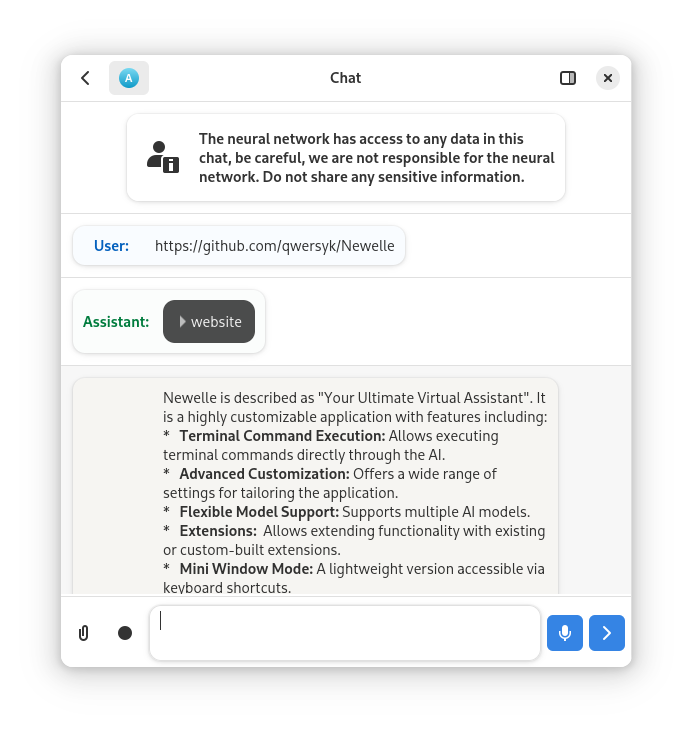 A
Chat
The neural network has access to any data in this
chat, be careful, we are not responsible for the neural
network. Do not share any sensitive information.
User: https://github.com/qwersyk/Newelle
Assistant: website
Newelle is described as "Your Ultimate Virtual Assistant". It
is a highly customizable application with features including:
* Terminal Command Execution: Allows executing
terminal commands directly through the AI.
* Advanced Customization: Offers a wide range of
settings for tailoring the application.
* Flexible Model Support: Supports multiple AI models.
* Extensions: Allows extending functionality with existing
or custom-built extensions.
* Mini Window Mode: A lightweight version accessible via
keyboard shortcuts.